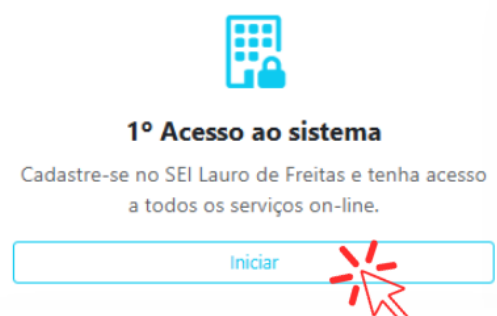 1º Acesso ao sistema
Cadastre-se no SEI Lauro de Freitas e tenha acesso
a todos os serviços on-line.
Iniciar